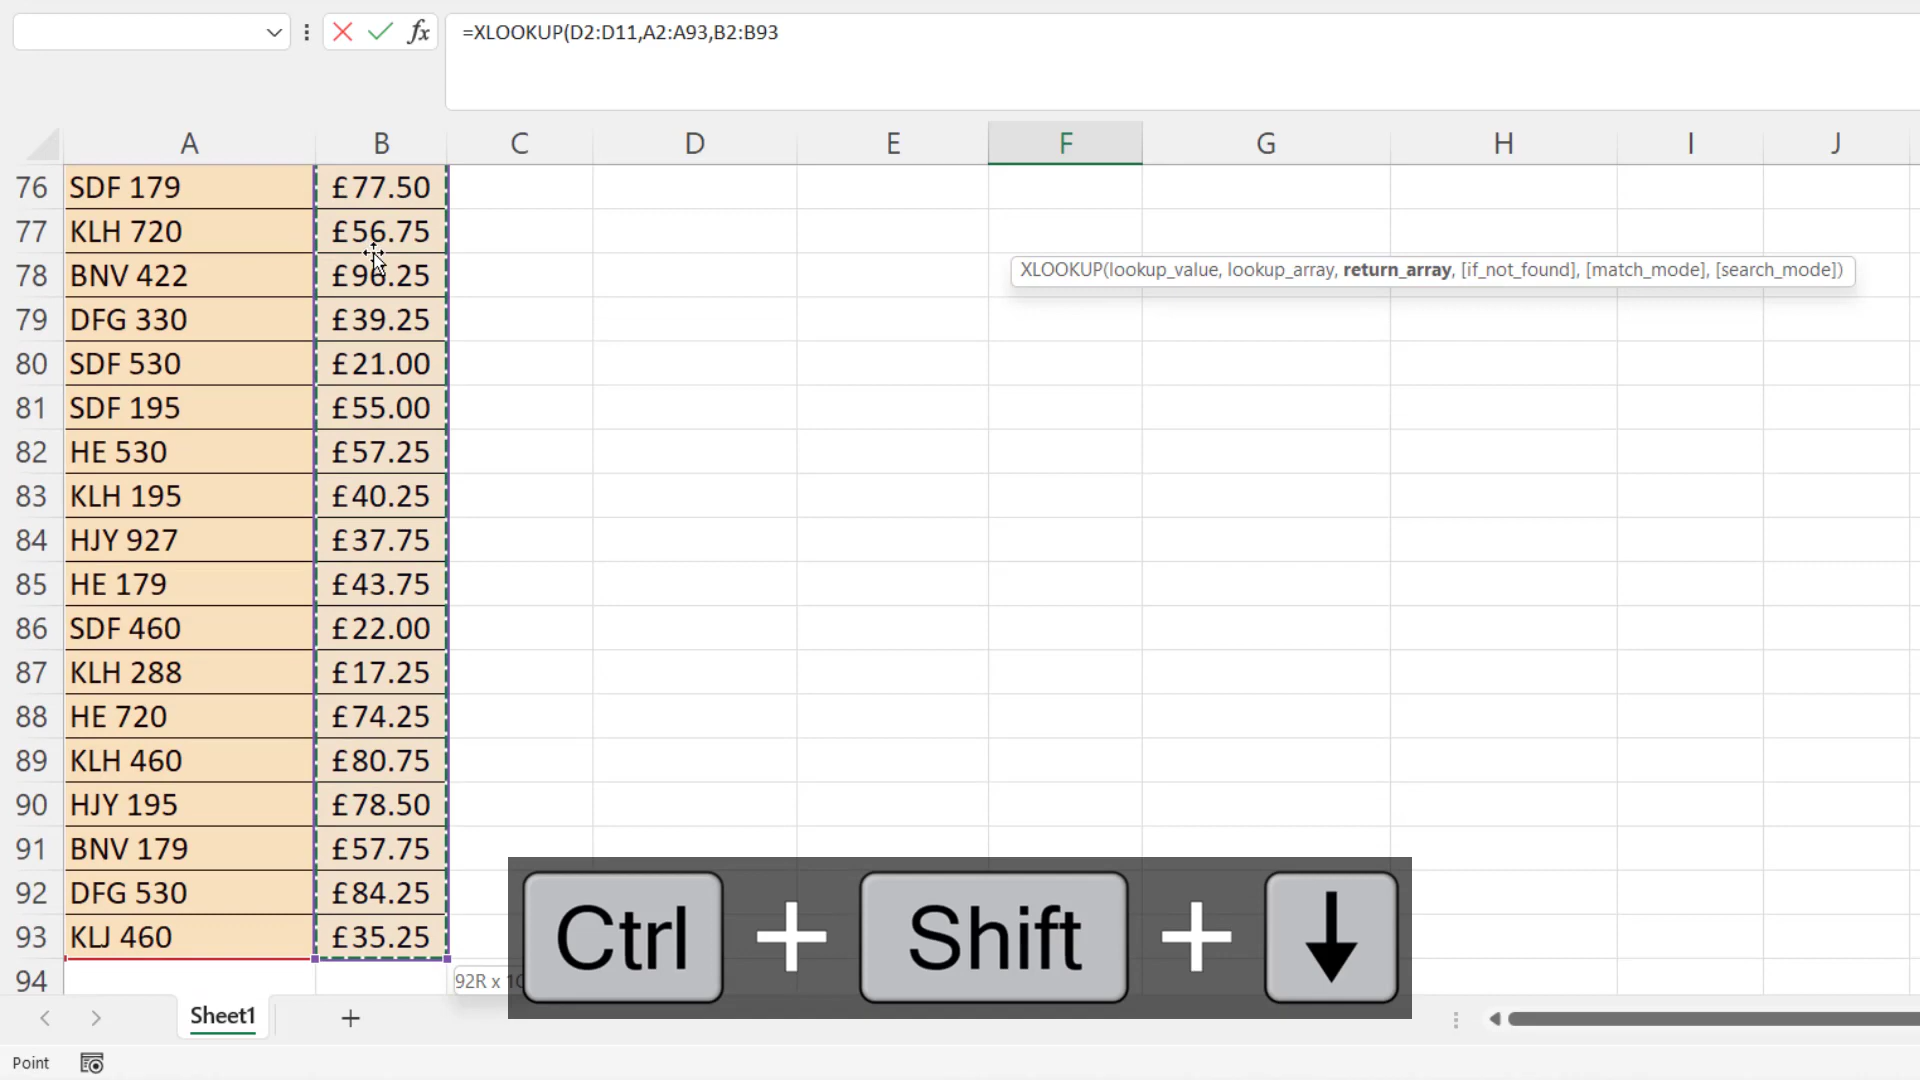 fx =XLOOKUP(D2:D11,A2:A93,B2:B93
A B C D E F G H I J
76 SDF 179 £77.50
77 KLH 720 £56.75
78 BNV 422 £96.25
XLOOKUP(lookup_value, lookup_array, return_array, [if_not_found], [match_mode], [search_mode])
79 DFG 330 £39.25
80 SDF 530 £21.00
81 SDF 195 £55.00
82 HE 530 £57.25
83 KLH 195 £40.25
84 HJY 927 £37.75
85 HE 179 £43.75
86 SDF 460 £22.00
87 KLH 288 £17.25
88 HE 720 £74.25
89 KLH 460 £80.75
90 HJY 195 £78.50
91 BNV 179 £57.75
92 DFG 530 £84.25
93 KLJ 460 £35.25
Ctrl + Shift + ↓
94 92R x
Sheet1 +
Point